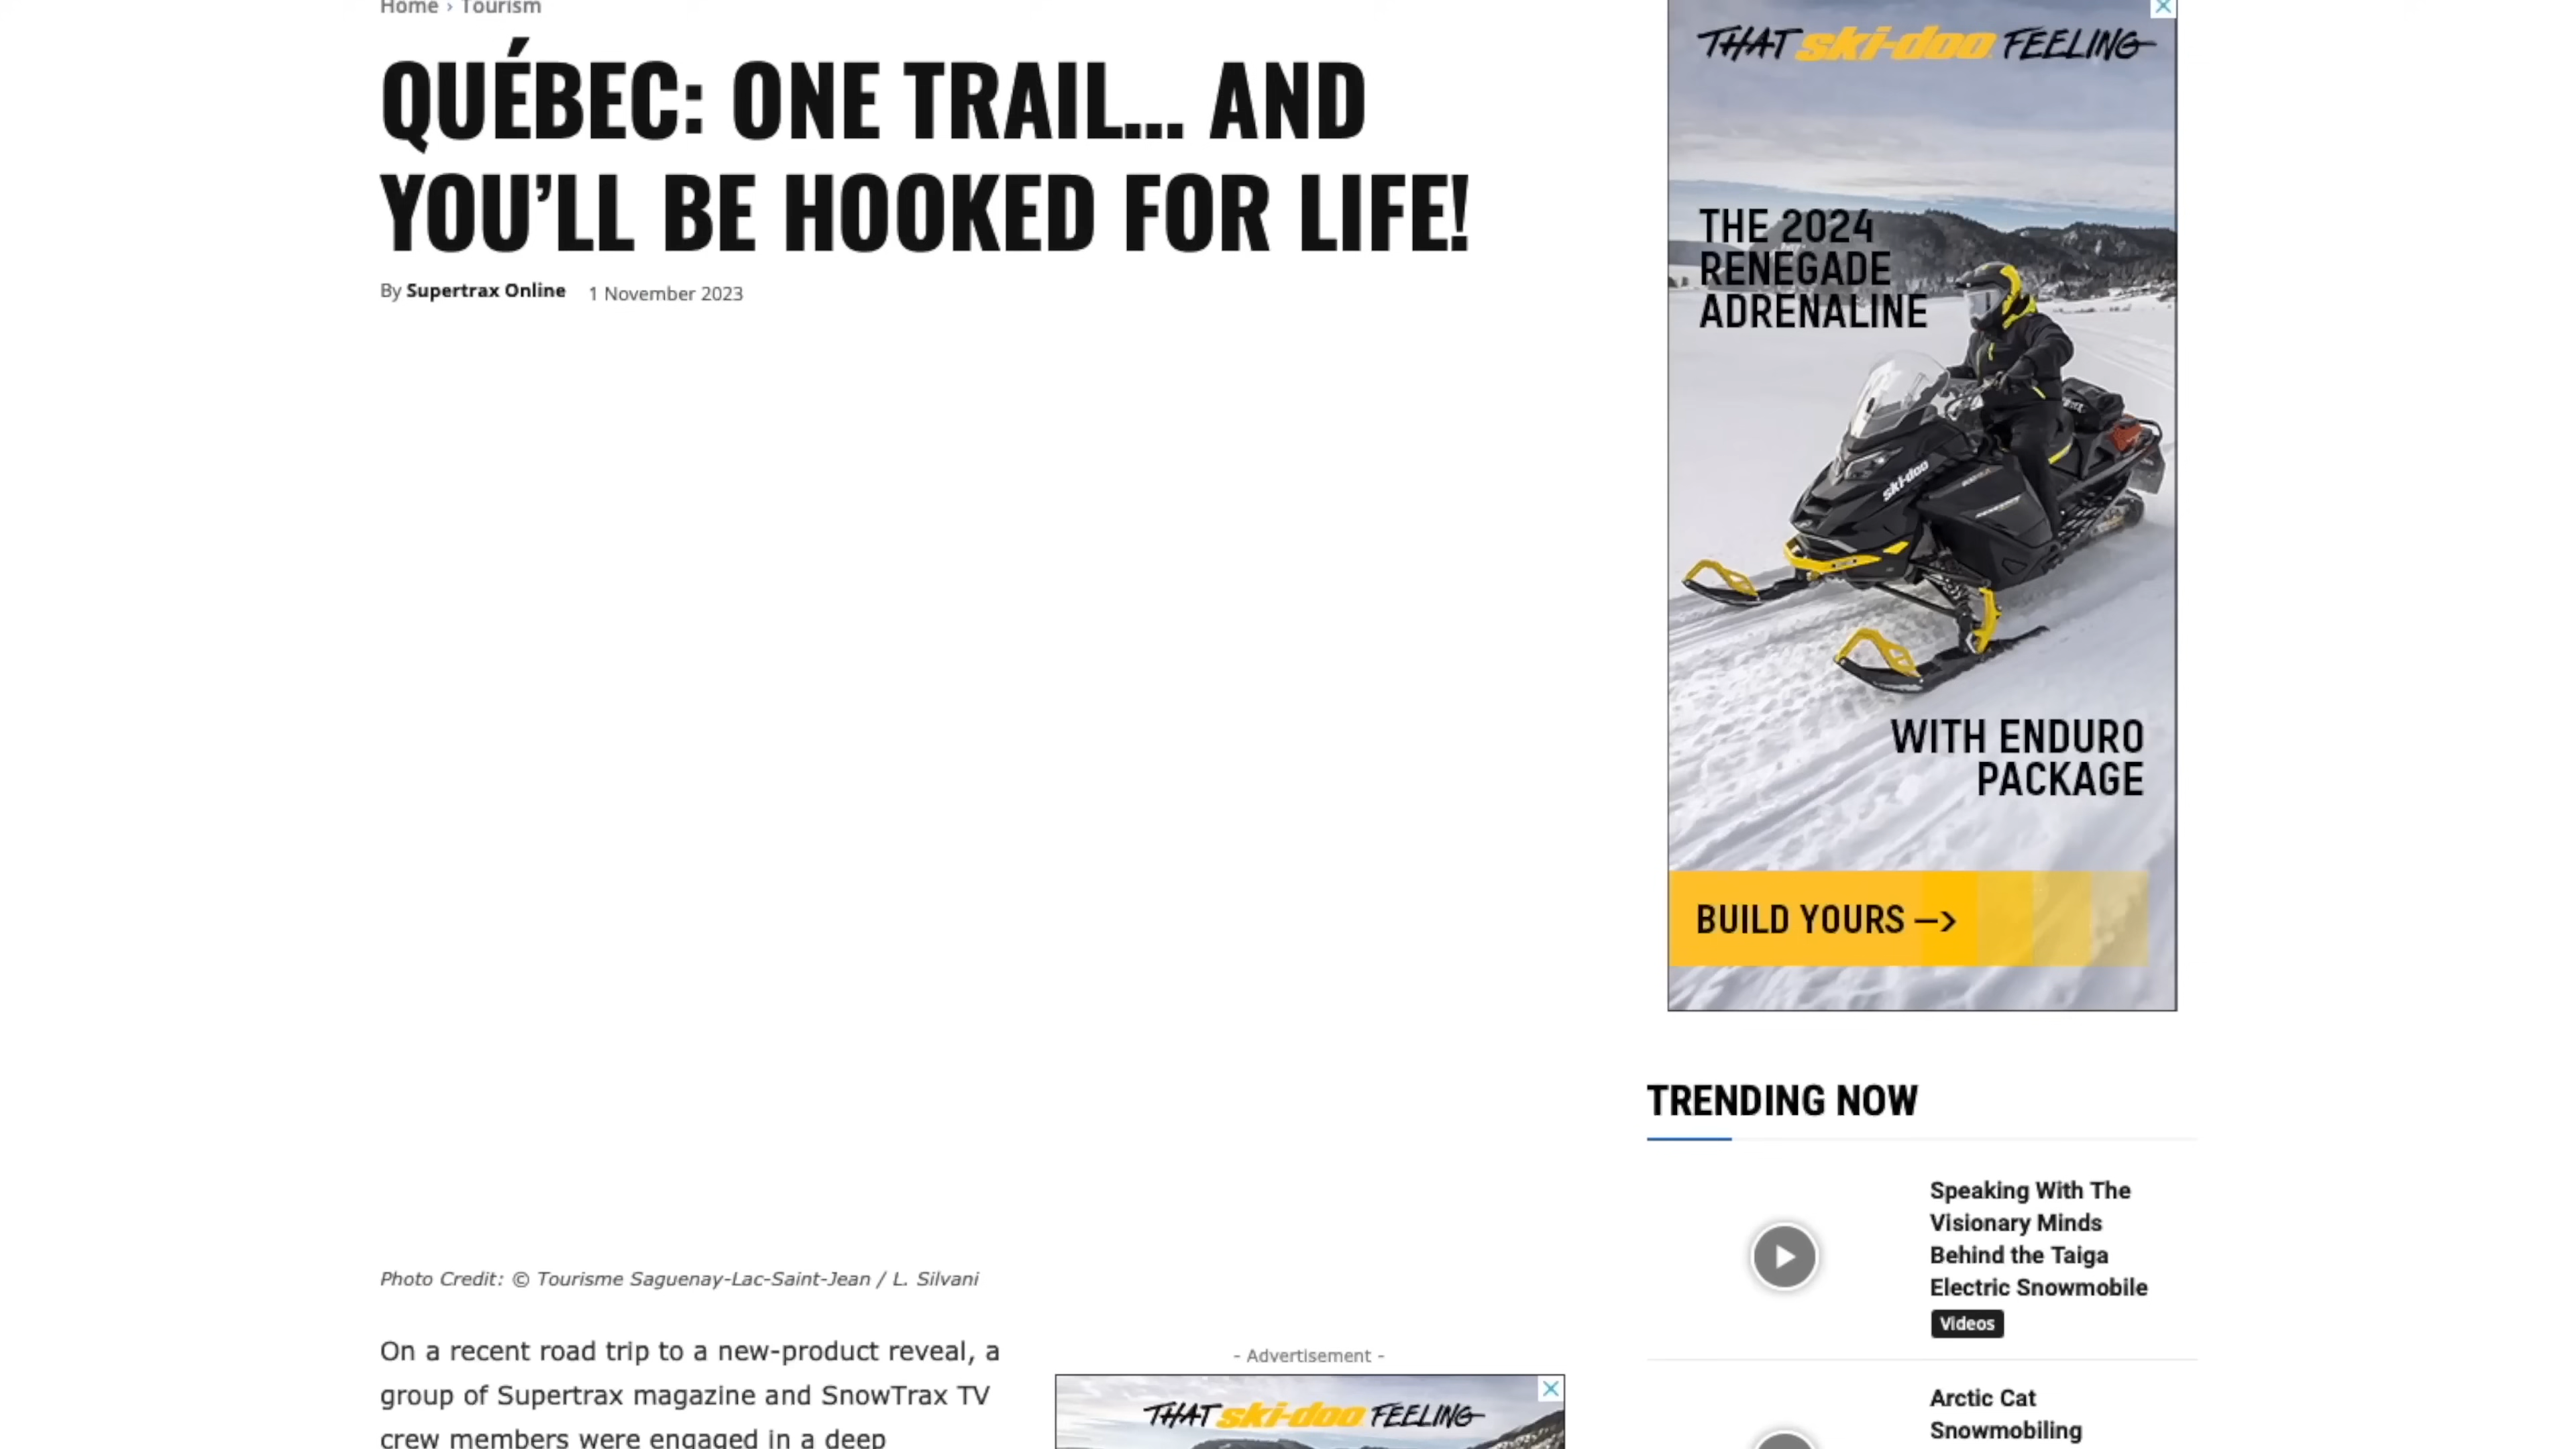 Home › Tourism
QUÉBEC: ONE TRAIL… AND
YOU’LL BE HOOKED FOR LIFE!
By Supertrax Online 1 November 2023
Photo Credit: © Tourisme Saguenay-Lac-Saint-Jean / L. Silvani
On a recent road trip to a new-product reveal, a
group of Supertrax magazine and SnowTrax TV
crew members were engaged in a deep
- Advertisement -
THAT ski-doo FEELING
THAT ski-doo FEELING
THE 2024
RENEGADE
ADRENALINE
ski-doo
WITH ENDURO
PACKAGE
BUILD YOURS –>
TRENDING NOW
Speaking With The
Visionary Minds
Behind the Taiga
Electric Snowmobile
Videos
Arctic Cat
Snowmobiling